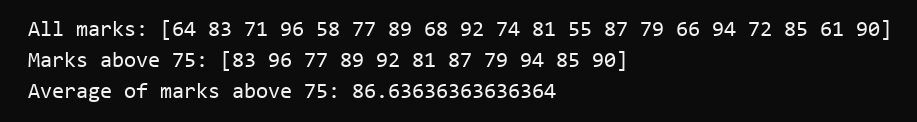 All marks: [64 83 71 96 58 77 89 68 92 74 81 55 87 79 66 94 72 85 61 90]
Marks above 75: [83 96 77 89 92 81 87 79 94 85 90]
Average of marks above 75: 86.63636363636364